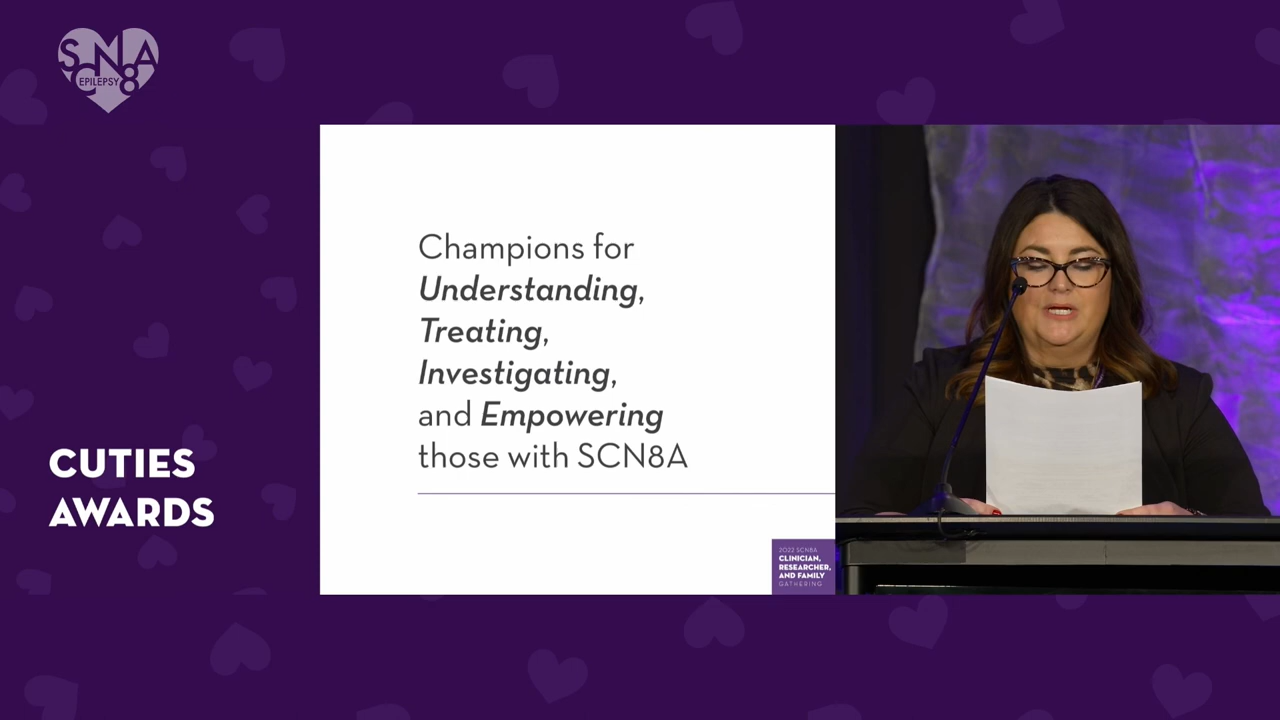 SCN8A
EPILEPSY
CUTIES
AWARDS
Champions for
Understanding,
Treating,
Investigating,
and Empowering
those with SCN8A
2022 SCN8A
CLINICIAN,
RESEARCHER,
AND FAMILY
GATHERING